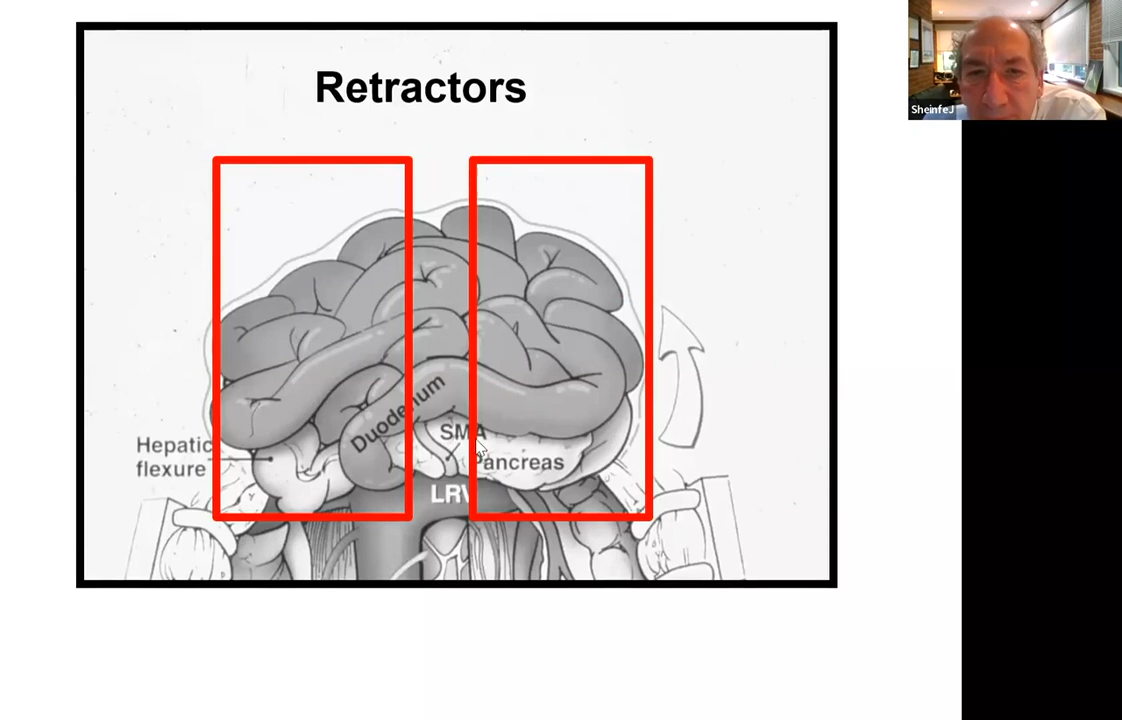 Retractors
SheinfeJ
Duodenum
SMA
Hepatic
flexure
Pancreas
LRV